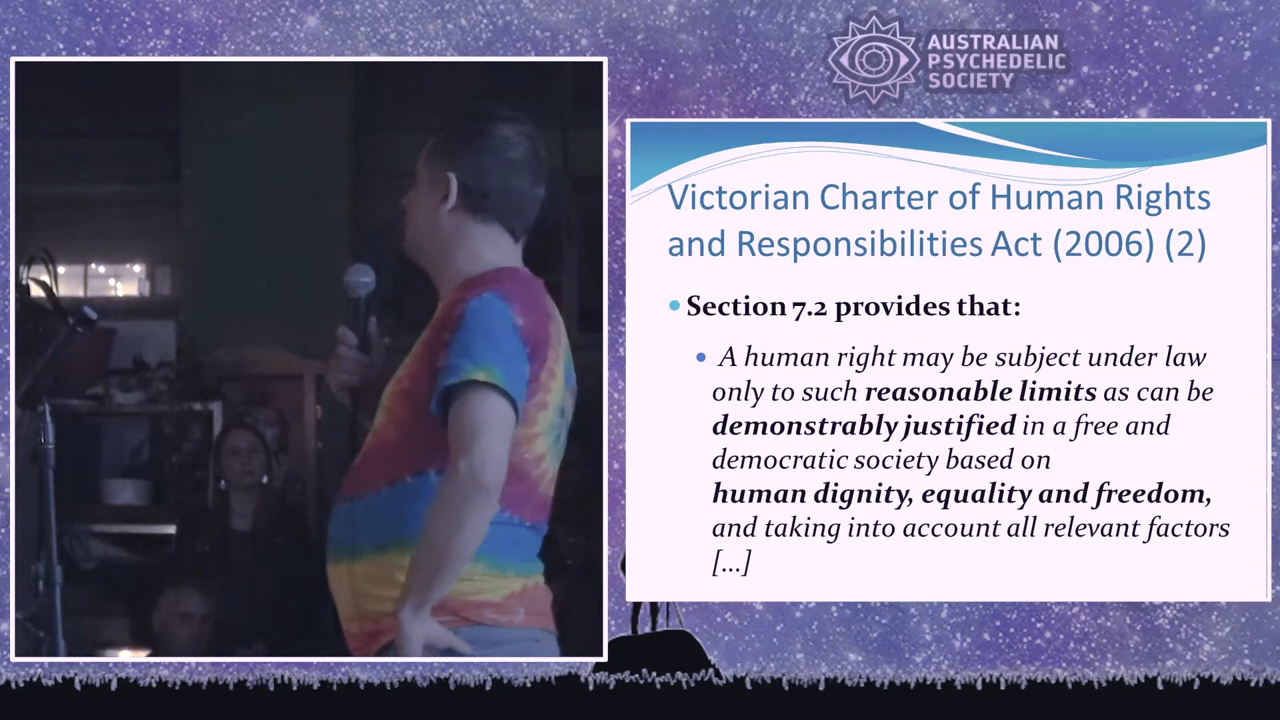 AUSTRALIAN
PSYCHEDELIC
SOCIETY
Victorian Charter of Human Rights
and Responsibilities Act (2006) (2)
Section 7.2 provides that:
A human right may be subject under law
only to such reasonable limits as can be
demonstrably justified in a free and
democratic society based on
human dignity, equality and freedom,
and taking into account all relevant factors
[...]